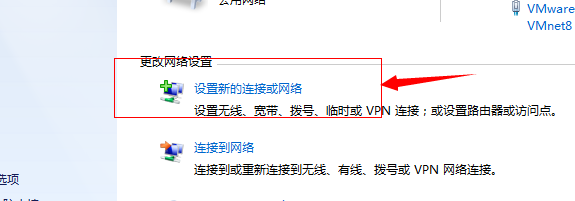 公用网络
VMware
VMnet8
更改网络设置
设置新的连接或网络
设置无线、宽带、拨号、临时或 VPN 连接；或设置路由器或访问点。
连接到网络
连接到或重新连接到无线、有线、拨号或 VPN 网络连接。
选项